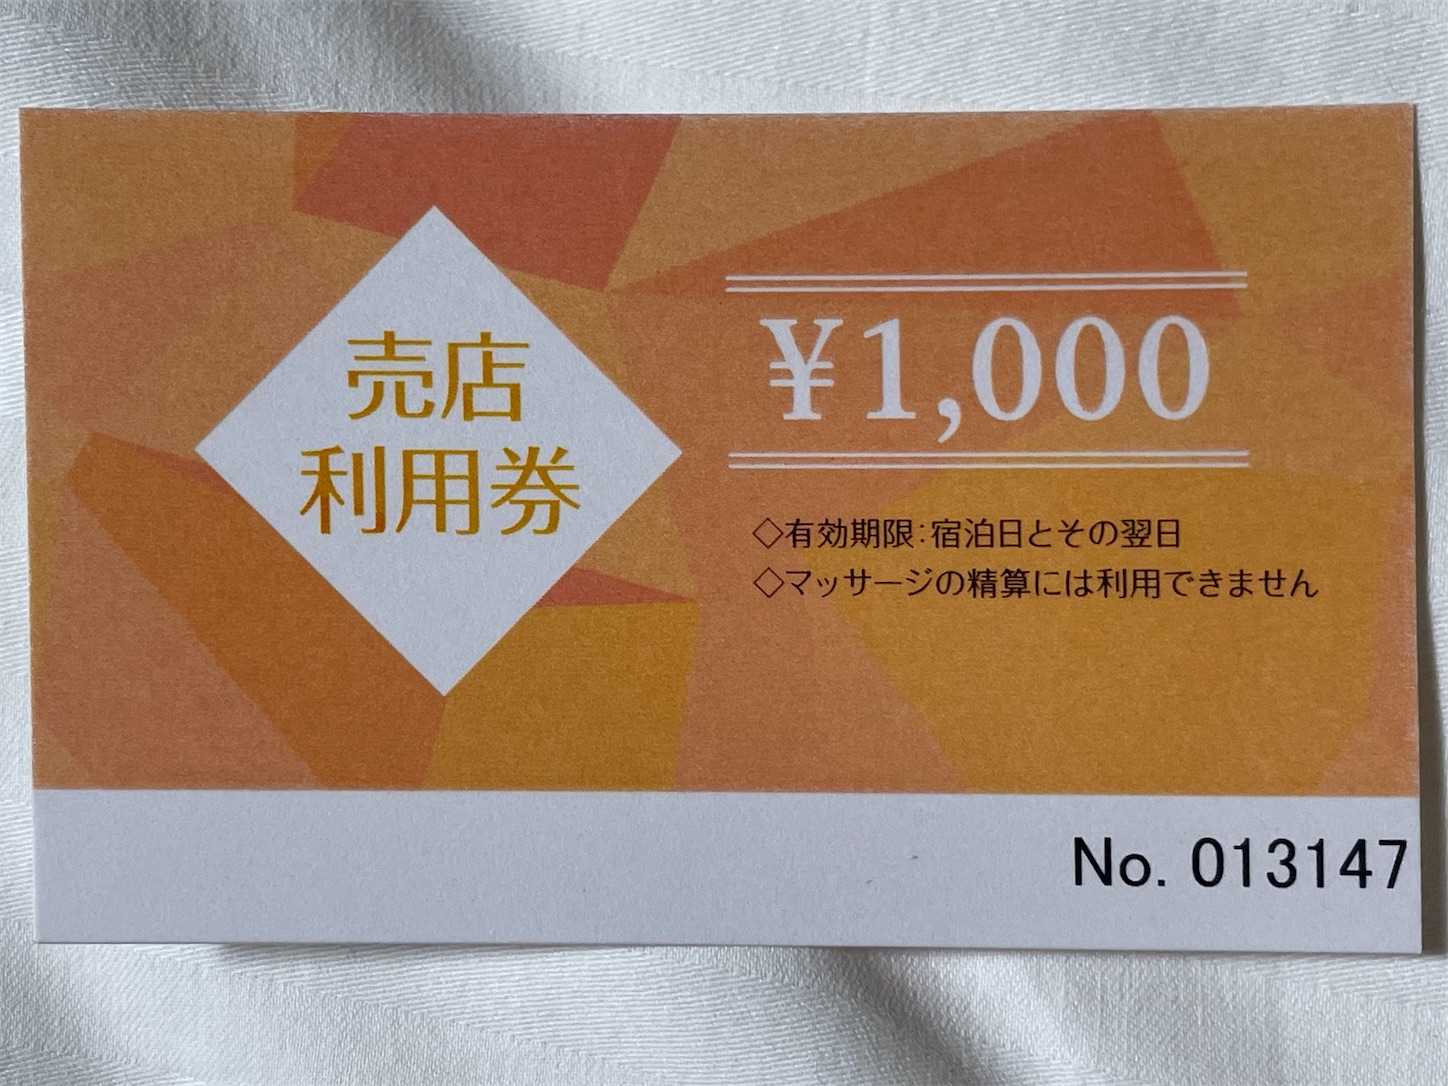 売店
利用券
¥1,000
◇有効期限:宿泊日とその翌日
◇マッサージの精算には利用できません
No. 013147